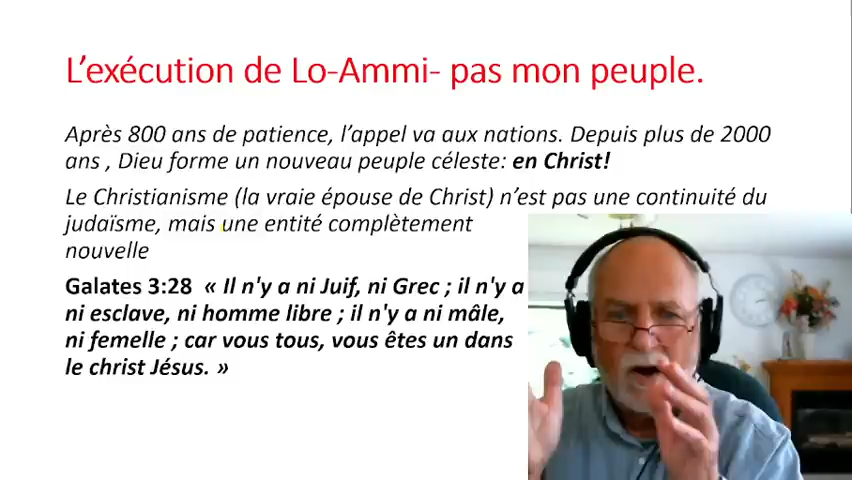 L'exécution de Lo-Ammi- pas mon peuple.
Après 800 ans de patience, l'appel va aux nations. Depuis plus de 2000
ans , Dieu forme un nouveau peuple céleste: en Christ!
Le Christianisme (la vraie épouse de Christ) n'est pas une continuité du
judaïsme, mais une entité complètement
nouvelle
Galates 3:28 « Il n'y a ni Juif, ni Grec ; il n'y a
ni esclave, ni homme libre ; il n'y a ni mâle,
ni femelle ; car vous tous, vous êtes un dans
le christ Jésus. »